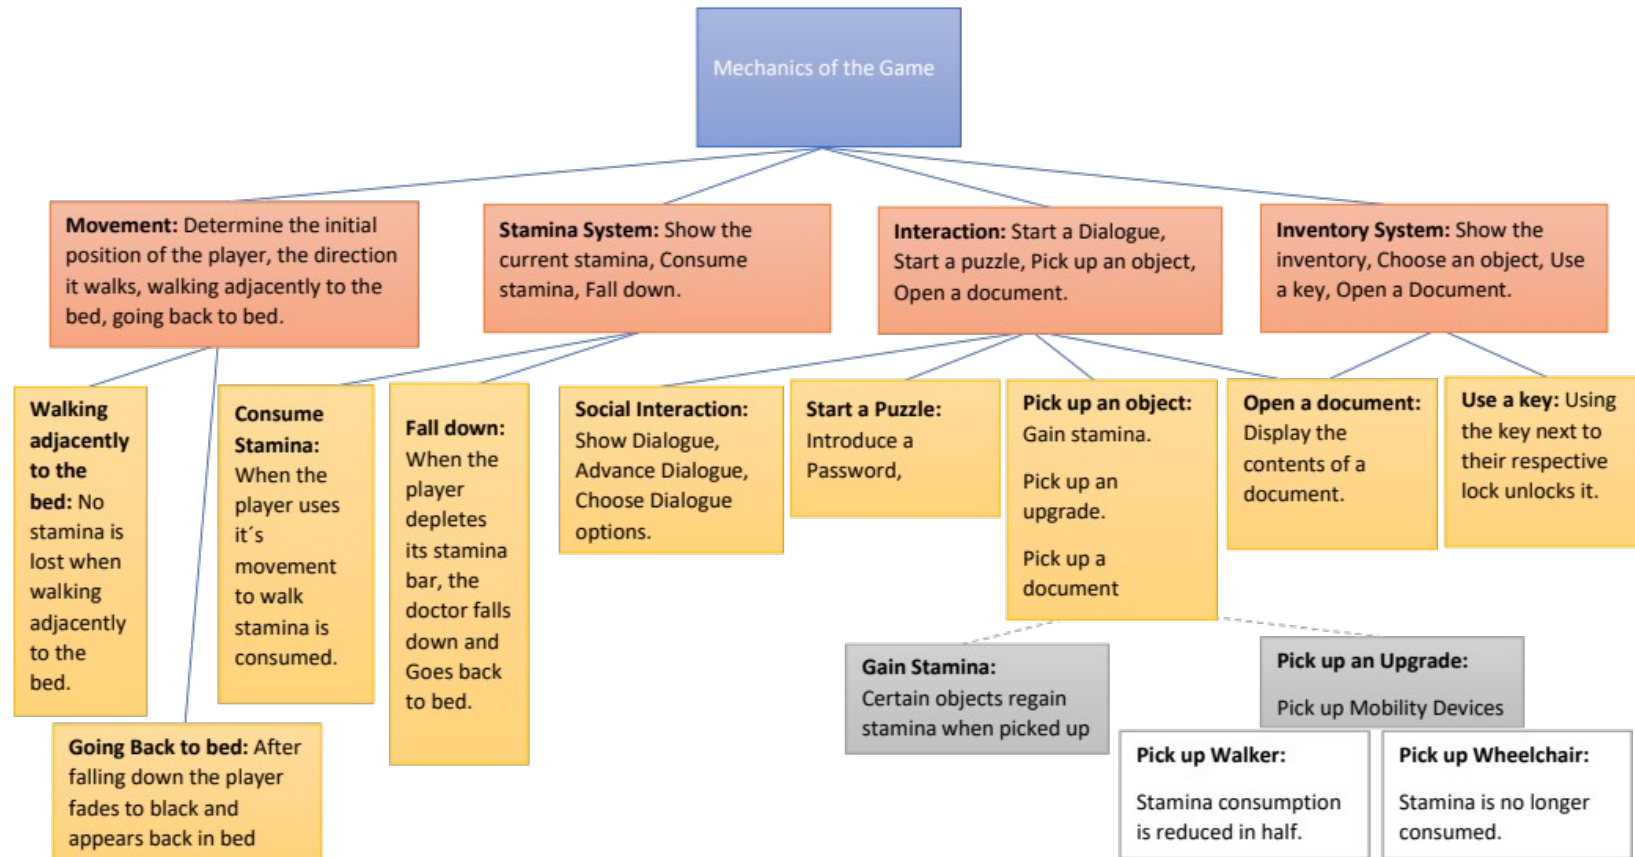 Mechanics of the Game
Movement: Determine the initial
position of the player, the direction
it walks, walking adjacently to the
bed, going back to bed.
Stamina System: Show the
current stamina, Consume
stamina, Fall down.
Interaction: Start a Dialogue,
Start a puzzle, Pick up an object,
Open a document.
Inventory System: Show the
inventory, Choose an object, Use
a key, Open a Document.
Walking
adjacently
to the
bed: No
stamina is
lost when
walking
adjacently
to the
bed.
Consume
Stamina:
When the
player uses
it´s
movement
to walk
stamina is
consumed.
Fall down:
When the
player
depletes
its stamina
bar, the
doctor falls
down and
Goes back
to bed.
Social Interaction:
Show Dialogue,
Advance Dialogue,
Choose Dialogue
options.
Start a Puzzle:
Introduce a
Password,
Pick up an object:
Gain stamina.
Pick up an
upgrade.
Pick up a
document
Open a document:
Display the
contents of a
document.
Use a key: Using
the key next to
their respective
lock unlocks it.
Going Back to bed: After
falling down the player
fades to black and
appears back in bed
Gain Stamina:
Certain objects regain
stamina when picked up
Pick up an Upgrade:
Pick up Mobility Devices
Pick up Walker:
Stamina consumption
is reduced in half.
Pick up Wheelchair:
Stamina is no longer
consumed.